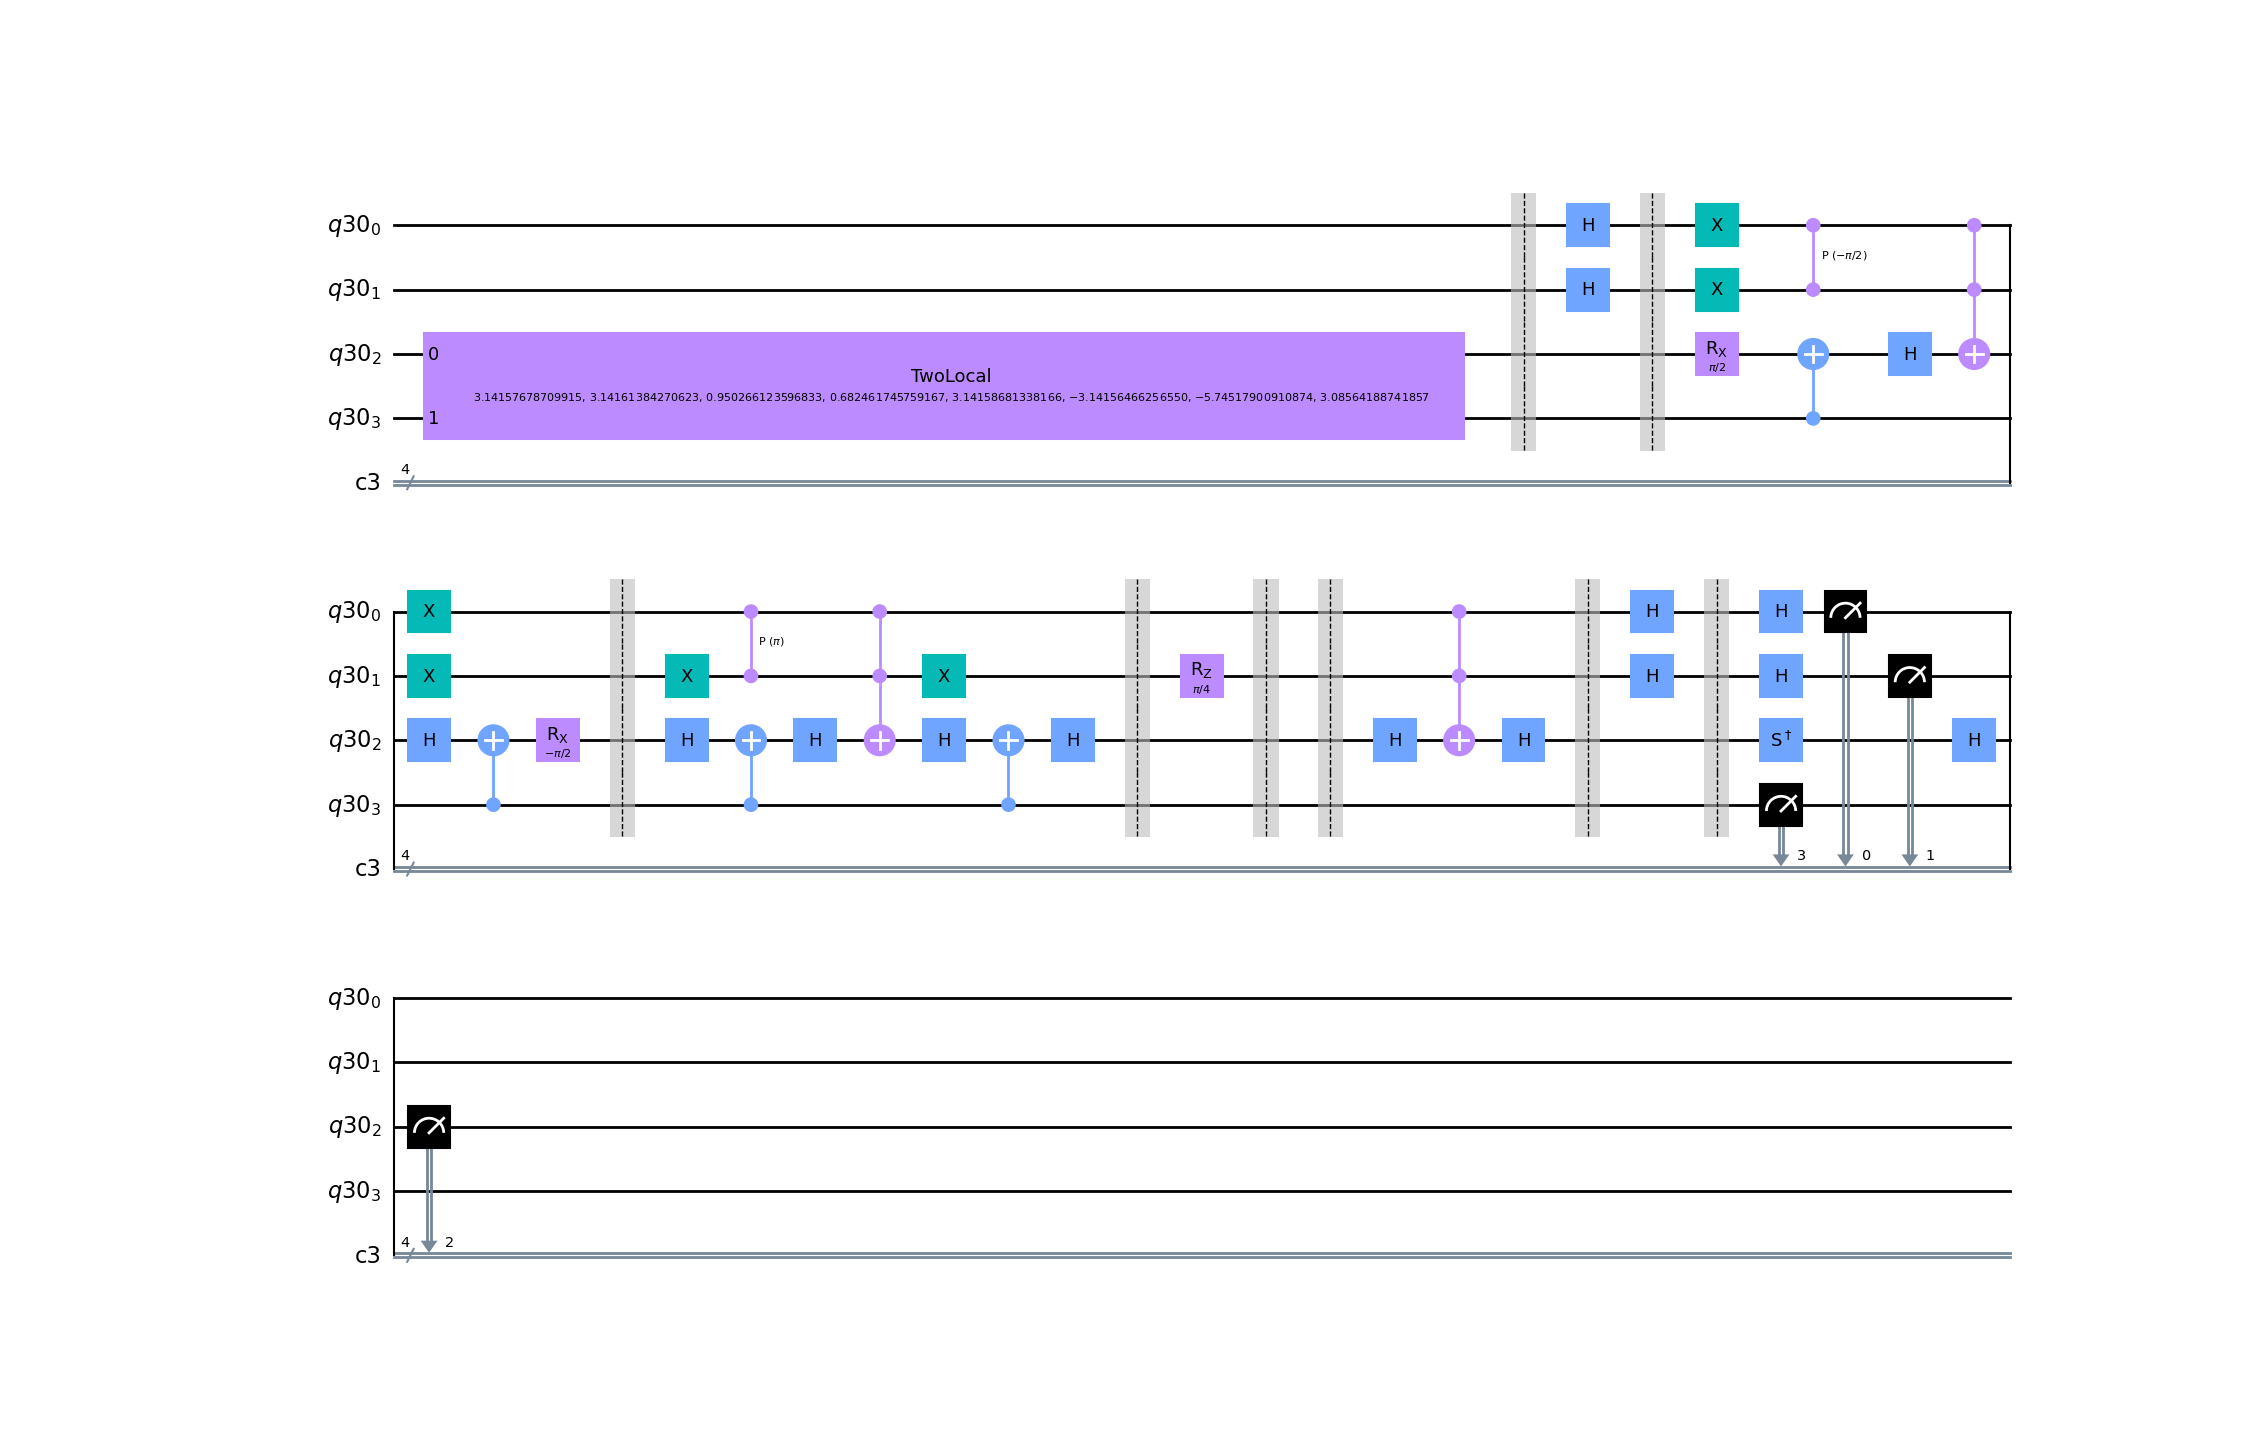 q30₀ H X P (−π/2)
q30₁ H X
q30₂ 0 TwoLocal R_X π/2 H
3.14157678709915, 3.14161384270623, 0.950266123596833, 0.682461745759167, 3.14158681338166, −3.14156466256550, −5.74517900910874, 3.08564188741857
q30₃ 1
c3 4
q30₀ X P (π) H H
q30₁ X X X R_Z π/4 H H
q30₂ H R_X −π/2 H H H H H H S† H
q30₃
c3 4 3 0 1
q30₀
q30₁
q30₂
q30₃
c3 4 2